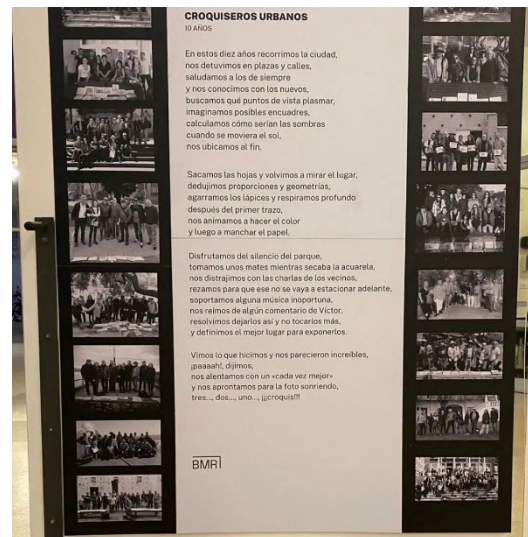 CROQUISEROS URBANOS
10 AÑOS
En estos diez años recorrimos la ciudad,
nos detuvimos en plazas y calles,
saludamos a los de siempre
y nos conocimos con los nuevos,
buscamos qué puntos de vista plasmar,
imaginamos posibles encuadres,
calculamos cómo serían las sombras
cuando se moviera el sol,
nos ubicamos al fin.
Sacamos las hojas y volvimos a mirar el lugar,
dedujimos proporciones y geometrías,
agarramos los lápices y respiramos profundo
después del primer trazo,
nos animamos a hacer el color
y luego a manchar el papel.
Disfrutamos del silencio del parque,
tomamos unos mates mientras secaba la acuarela,
nos distrajimos con las charlas de los vecinos,
rezamos para que ese no se vaya a estacionar adelante,
soportamos alguna música inoportuna,
nos reimos de algún comentario de Víctor,
resolvimos dejarlos así y no tocarlos más,
y definimos el mejor lugar para exponerlos.
Vimos lo que hicimos y nos parecieron increíbles,
¡paaaah!, dijimos,
nos alentamos con un «cada vez mejor»
y nos aprontamos para la foto sonriendo,
tres..., dos..., uno..., ¡¡¡croquis!!!
BMR